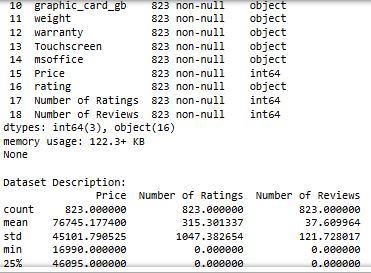 10  graphic_card_gb    823 non-null    object
11  weight             823 non-null    object
12  warranty           823 non-null    object
13  Touchscreen        823 non-null    object
14  msoffice           823 non-null    object
15  Price              823 non-null    int64
16  rating             823 non-null    object
17  Number of Ratings  823 non-null    int64
18  Number of Reviews  823 non-null    int64
dtypes: int64(3), object(16)
memory usage: 122.3+ KB
None
Dataset Description:
Price  Number of Ratings  Number of Reviews
count     823.000000         823.000000         823.000000
mean    76745.177400         315.301337          37.609964
std     45101.790525        1047.382654         121.728017
min     16990.000000           0.000000           0.000000
25%     46095.000000           0.000000           0.000000